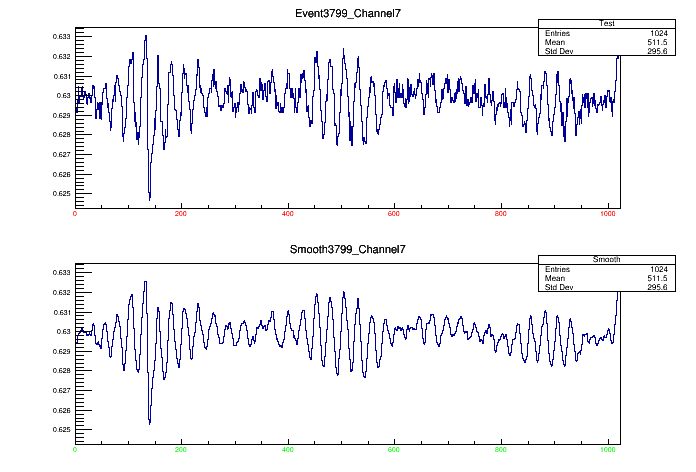 Event3799_Channel7
Test
Entries 1024
Mean 511.5
Std Dev 295.6
0.633
0.632
0.631
0.63
0.629
0.628
0.627
0.626
0.625
0 200 400 600 800 1000
Smooth3799_Channel7
Smooth
Entries 1024
Mean 511.5
Std Dev 295.6
0.633
0.632
0.631
0.63
0.629
0.628
0.627
0.626
0.625
0 200 400 600 800 1000